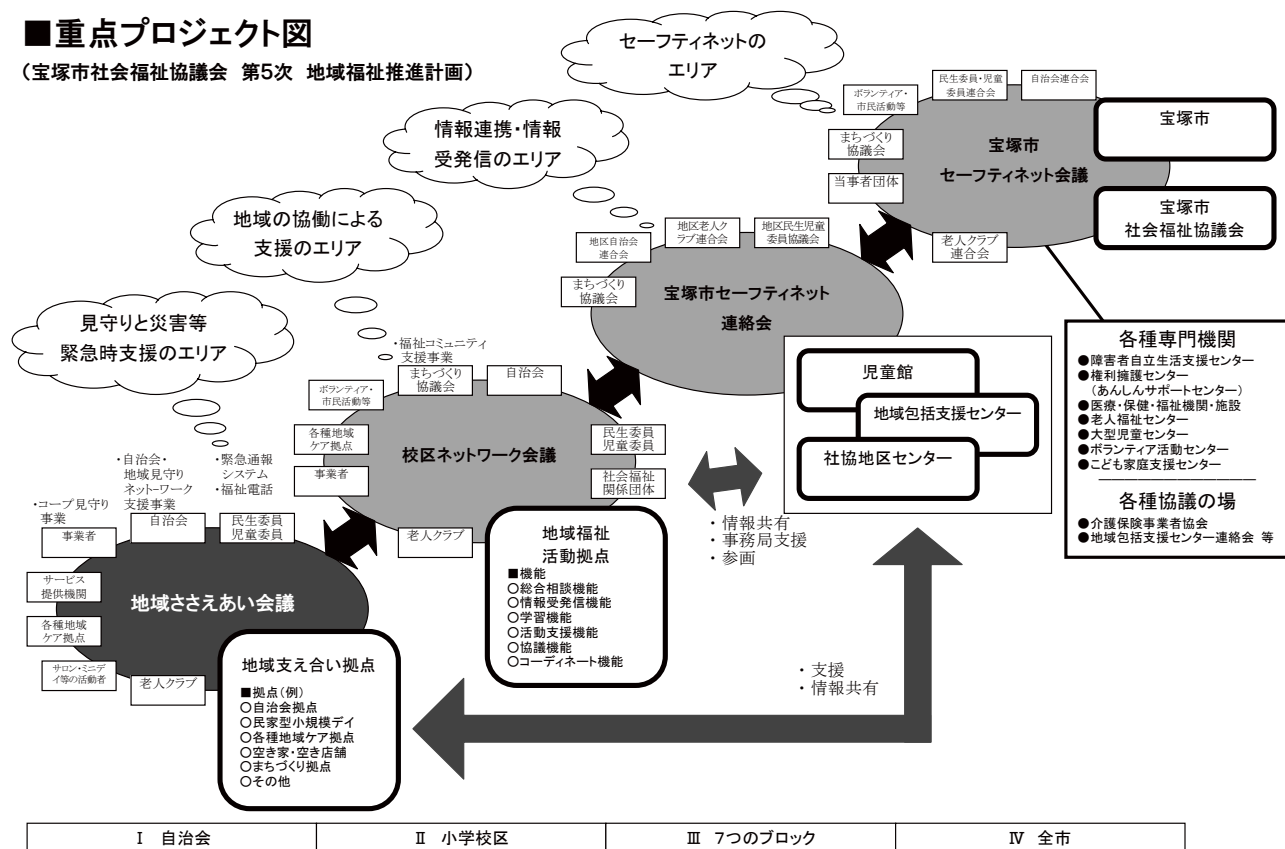 ■重点プロジェクト図
（宝塚市社会福祉協議会 第5次 地域福祉推進計画）
セーフティネットの
エリア
情報連携・情報
受発信のエリア
地域の協働による
支援のエリア
見守りと災害等
緊急時支援のエリア
ボランティア・
市民活動等
民生委員・児童
委員連合会
自治会連合会
まちづくり
協議会
当事者団体
老人クラブ
連合会
宝塚市
セーフティネット会議
宝塚市
宝塚市
社会福祉協議会
地区自治会
連合会
地区老人ク
ラブ連合会
地区民生児童
委員協議会
まちづくり
協議会
宝塚市セーフティネット
連絡会
児童館
地域包括支援センター
社協地区センター
各種専門機関
●障害者自立生活支援センター
●権利擁護センター
（あんしんサポートセンター）
●医療・保健・福祉機関・施設
●老人福祉センター
●大型児童センター
●ボランティア活動センター
●こども家庭支援センター
各種協議の場
●介護保険事業者協会
●地域包括支援センター連絡会 等
・福祉コミュニティ
支援事業
まちづくり
協議会
自治会
ボランティア・
市民活動等
各種地域
ケア拠点
事業者
民生委員
児童委員
社会福祉
関係団体
老人クラブ
校区ネットワーク会議
地域福祉
活動拠点
■機能
○総合相談機能
○情報受発信機能
○学習機能
○活動支援機能
○協議機能
○コーディネート機能
・情報共有
・事務局支援
・参画
・コープ見守り
事業
・自治会・
地域見守り
ネット-ワーク
支援事業
・緊急通報
システム
・福祉電話
事業者
自治会
民生委員
児童委員
サービス
提供機関
各種地域
ケア拠点
サロン・ミニデ
イ等の活動者
老人クラブ
地域ささえあい会議
地域支え合い拠点
■拠点（例）
○自治会拠点
○民家型小規模デイ
○各種地域ケア拠点
○空き家・空き店舗
○まちづくり拠点
○その他
・支援
・情報共有
Ⅰ 自治会
Ⅱ 小学校区
Ⅲ 7つのブロック
Ⅳ 全市